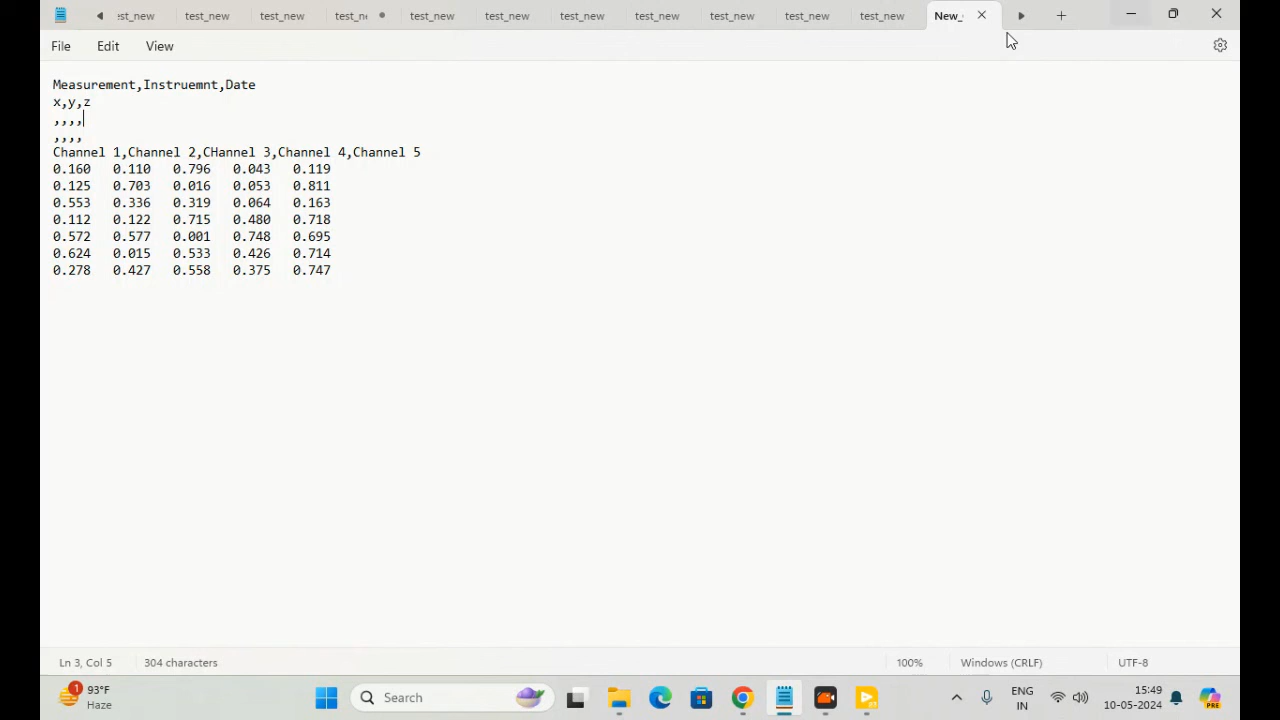 est_new test_new test_new test_ne test_new test_new test_new test_new test_new test_new test_new New_
File Edit View
Measurement,Instruemnt,Date
x,y,z
,,,,
,,,,
Channel 1,Channel 2,CHannel 3,Channel 4,Channel 5
0.160 0.110 0.796 0.043 0.119
0.125 0.703 0.016 0.053 0.811
0.553 0.336 0.319 0.064 0.163
0.112 0.122 0.715 0.480 0.718
0.572 0.577 0.001 0.748 0.695
0.624 0.015 0.533 0.426 0.714
0.278 0.427 0.558 0.375 0.747
Ln 3, Col 5 304 characters 100% Windows (CRLF) UTF-8
1 93°F
Haze
Search
ENG
IN
15:49
10-05-2024
PRE